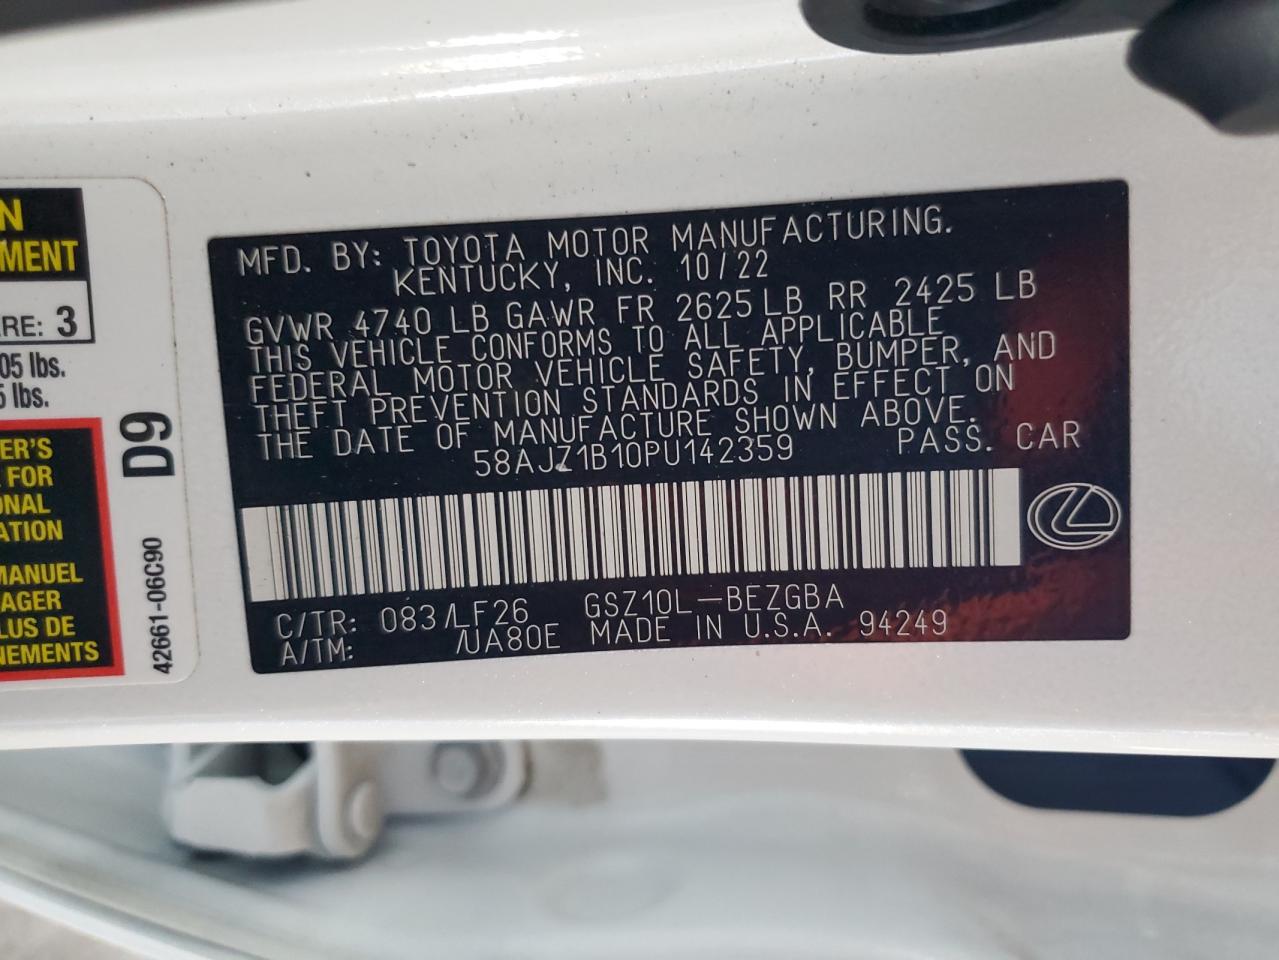 MFD. BY: TOYOTA MOTOR MANUFACTURING.
KENTUCKY, INC. 10/22
GVWR 4740 LB GAWR FR 2625 LB RR 2425 LB
THIS VEHICLE CONFORMS TO ALL APPLICABLE
FEDERAL MOTOR VEHICLE SAFETY, BUMPER, AND
THEFT PREVENTION STANDARDS IN EFFECT ON
THE DATE OF MANUFACTURE SHOWN ABOVE.
58AJZ1B10PU142359 PASS. CAR
C/TR: 083/LF26 GSZ10L-BEZGBA
A/TM: /UA80E MADE IN U.S.A. 94249
N
MENT
RE: 3
05 lbs.
5 lbs.
ER'S
FOR
ONAL
ATION
MANUEL
AGER
LUS DE
NEMENTS
D9
42661-06C90